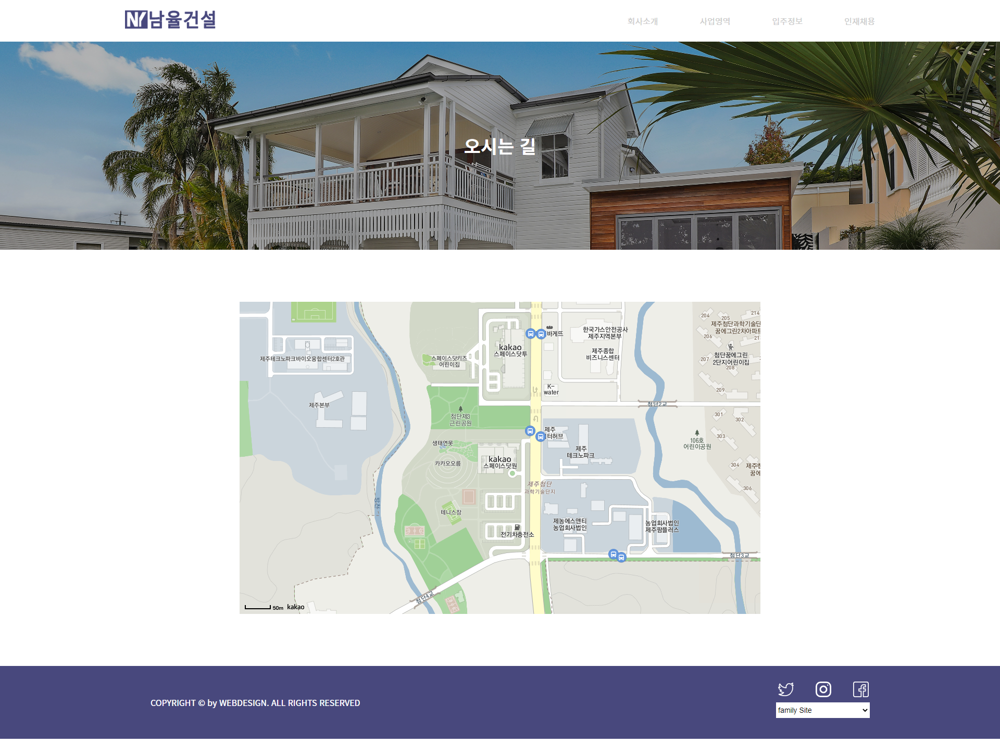 NY남율건설
회사소개
사업영역
입주정보
인재채용
오시는 길
바게뜨
한국가스안전공사
제주지역본부
kakao
스페이스닷투
제주종합
비즈니스센터
스페이스닷키즈
어린이집
제주테크노파크바이오융합센터2호관
K-
water
204
205
214
제주첨단과학기술단
꿈에그린2차아파트
206
213
첨단꿈에그린
2단지어린이집
207
208
209
제주본부
첨단2교
첨단제3
근린공원
301
302
303
제주
터허브
106호
어린이공원
생태연못
카카오오름
제주
테크노파크
kakao
스페이스닷원
304
제주첨
꿈에
306
제주첨단
과학기술단지
테니스장
제농에스앤티
농업회사법인
농업회사법인
제주팜플러스
전기차충전소
첨단3교
첨단4교
50m kakao
COPYRIGHT © by WEBDESIGN. ALL RIGHTS RESERVED
family Site